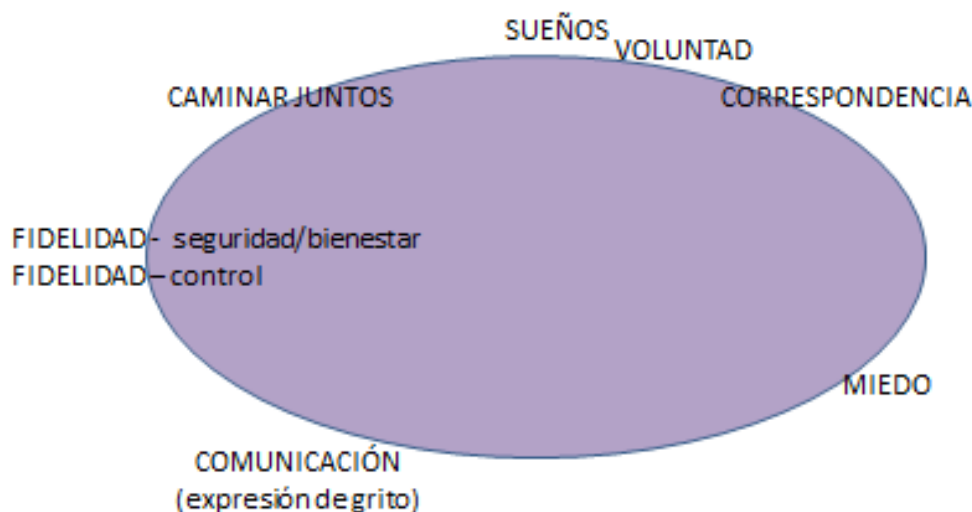 SUEÑOS
VOLUNTAD
CAMINAR JUNTOS
CORRESPONDENCIA
FIDELIDAD - seguridad/bienestar
FIDELIDAD – control
MIEDO
COMUNICACIÓN
(expresión de grito)